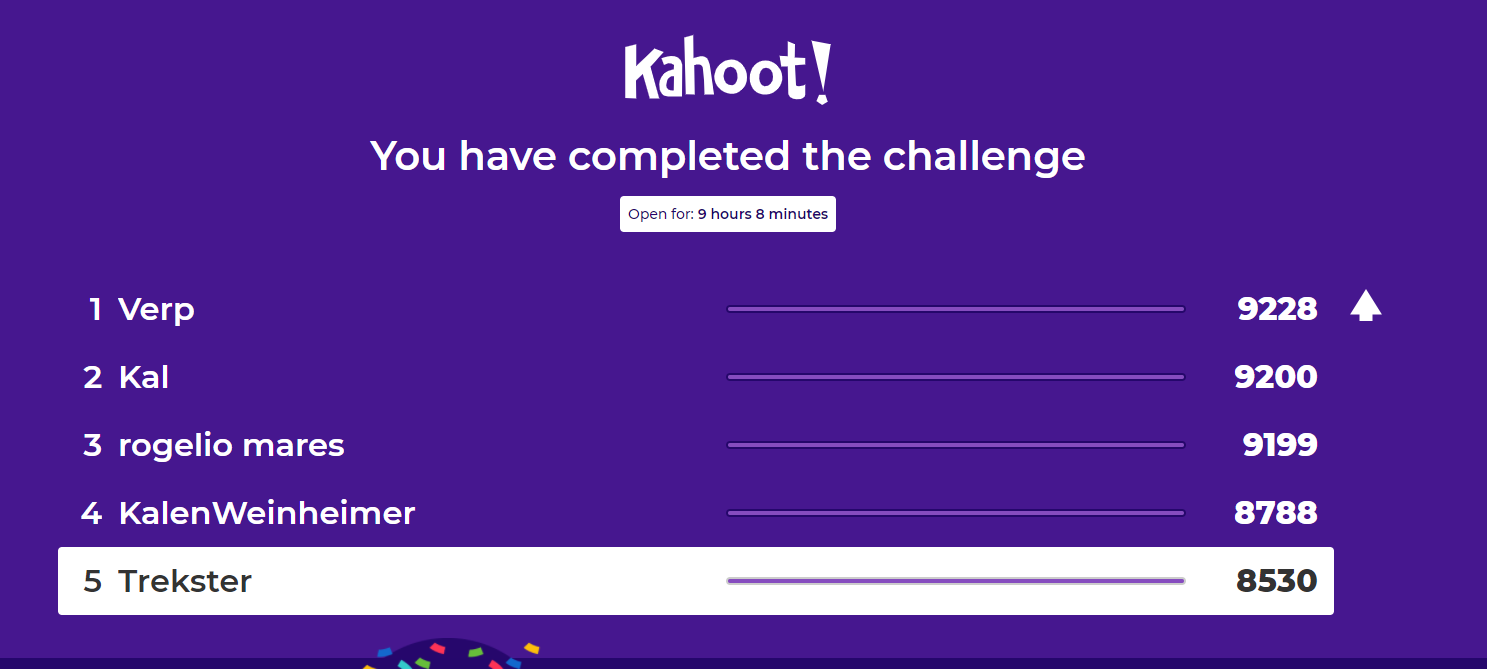 Kahoot!
You have completed the challenge
Open for: 9 hours 8 minutes
1 Verp 9228
2 Kal 9200
3 rogelio mares 9199
4 KalenWeinheimer 8788
5 Trekster 8530